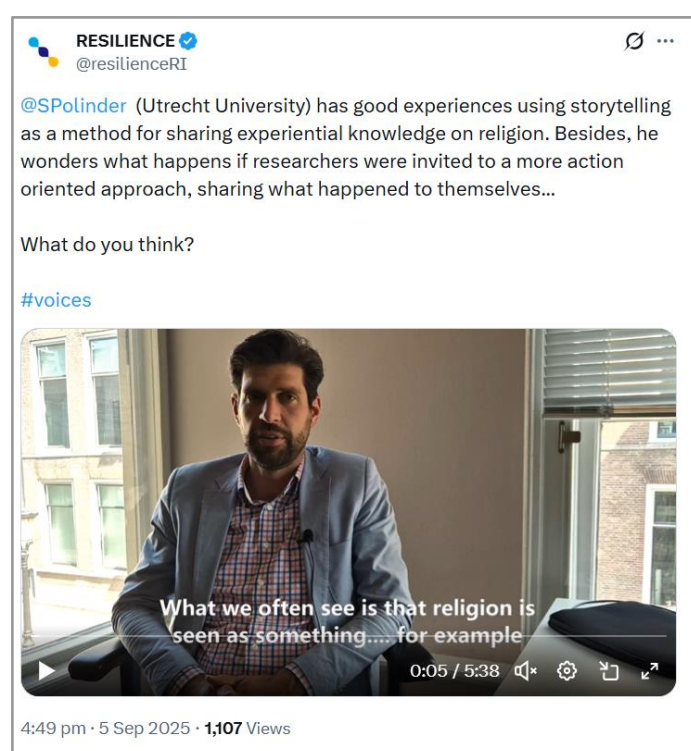 RESILIENCE
@resilienceRI
@SPolinder (Utrecht University) has good experiences using storytelling
as a method for sharing experiential knowledge on religion. Besides, he
wonders what happens if researchers were invited to a more action
oriented approach, sharing what happened to themselves...
What do you think?
#voices
What we often see is that religion is
seen as something.... for example
0:05 / 5:38
4:49 pm · 5 Sep 2025 · 1,107 Views